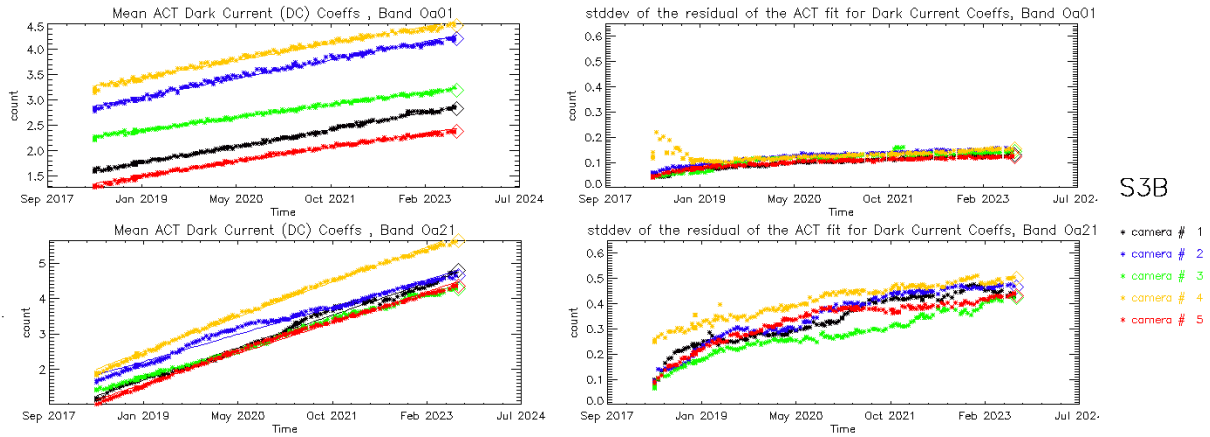 Mean ACT Dark Current (DC) Coeffs , Band Oa01
4.5
4.0
3.5
3.0
2.5
2.0
1.5
count
Sep 2017 Jan 2019 May 2020 Oct 2021 Feb 2023 Jul 2024
Time
stddev of the residual of the ACT fit for Dark Current Coeffs, Band Oa01
0.6
0.5
0.4
0.3
0.2
0.1
0.0
count
Sep 2017 Jan 2019 May 2020 Oct 2021 Feb 2023 Jul 202
Time
S3B
Mean ACT Dark Current (DC) Coeffs , Band Oa21
5
4
3
2
count
Sep 2017 Jan 2019 May 2020 Oct 2021 Feb 2023 Jul 2024
Time
stddev of the residual of the ACT fit for Dark Current Coeffs, Band Oa21
0.6
0.5
0.4
0.3
0.2
0.1
0.0
count
Sep 2017 Jan 2019 May 2020 Oct 2021 Feb 2023 Jul 202
Time
camera # 1
camera # 2
camera # 3
camera # 4
camera # 5